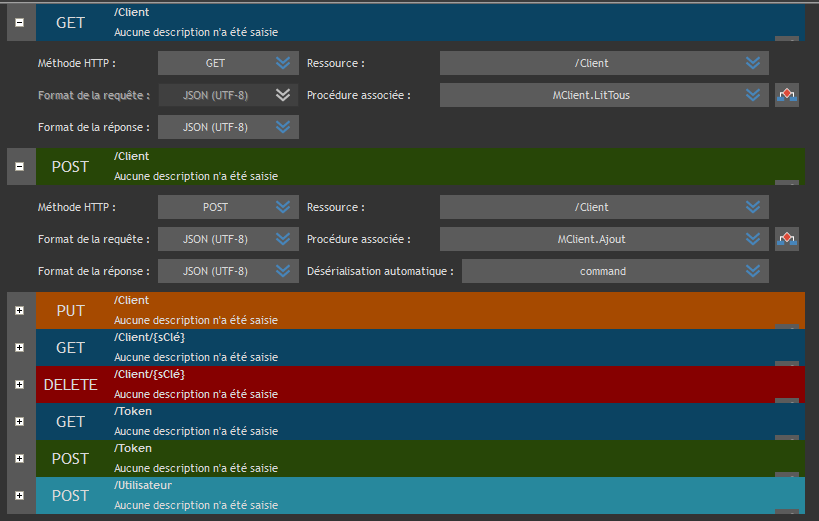 GET /Client
Aucune description n'a été saisie
Méthode HTTP : GET Ressource : /Client
Format de la requête : JSON (UTF-8) Procédure associée : MClient.LitTous
Format de la réponse : JSON (UTF-8)
POST /Client
Aucune description n'a été saisie
Méthode HTTP : POST Ressource : /Client
Format de la requête : JSON (UTF-8) Procédure associée : MClient.Ajout
Format de la réponse : JSON (UTF-8) Désérialisation automatique : command
PUT /Client
Aucune description n'a été saisie
GET /Client/{sClé}
Aucune description n'a été saisie
DELETE /Client/{sClé}
Aucune description n'a été saisie
GET /Token
Aucune description n'a été saisie
POST /Token
Aucune description n'a été saisie
POST /Utilisateur
Aucune description n'a été saisie